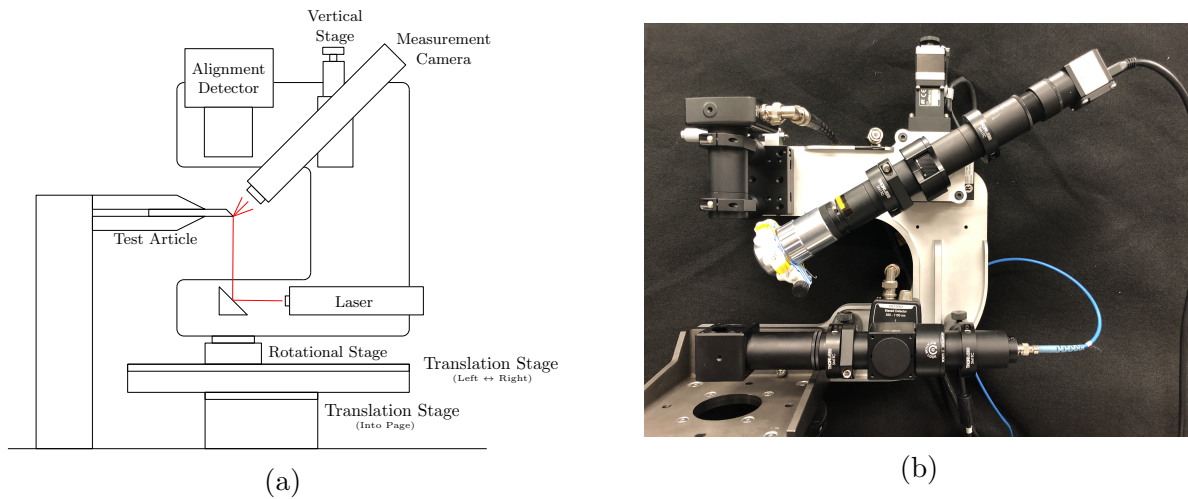 Vertical
Stage
Measurement
Camera
Alignment
Detector
Test Article
Laser
Rotational Stage
Translation Stage
(Left ↔ Right)
Translation Stage
(Into Page)
(a)
(b)